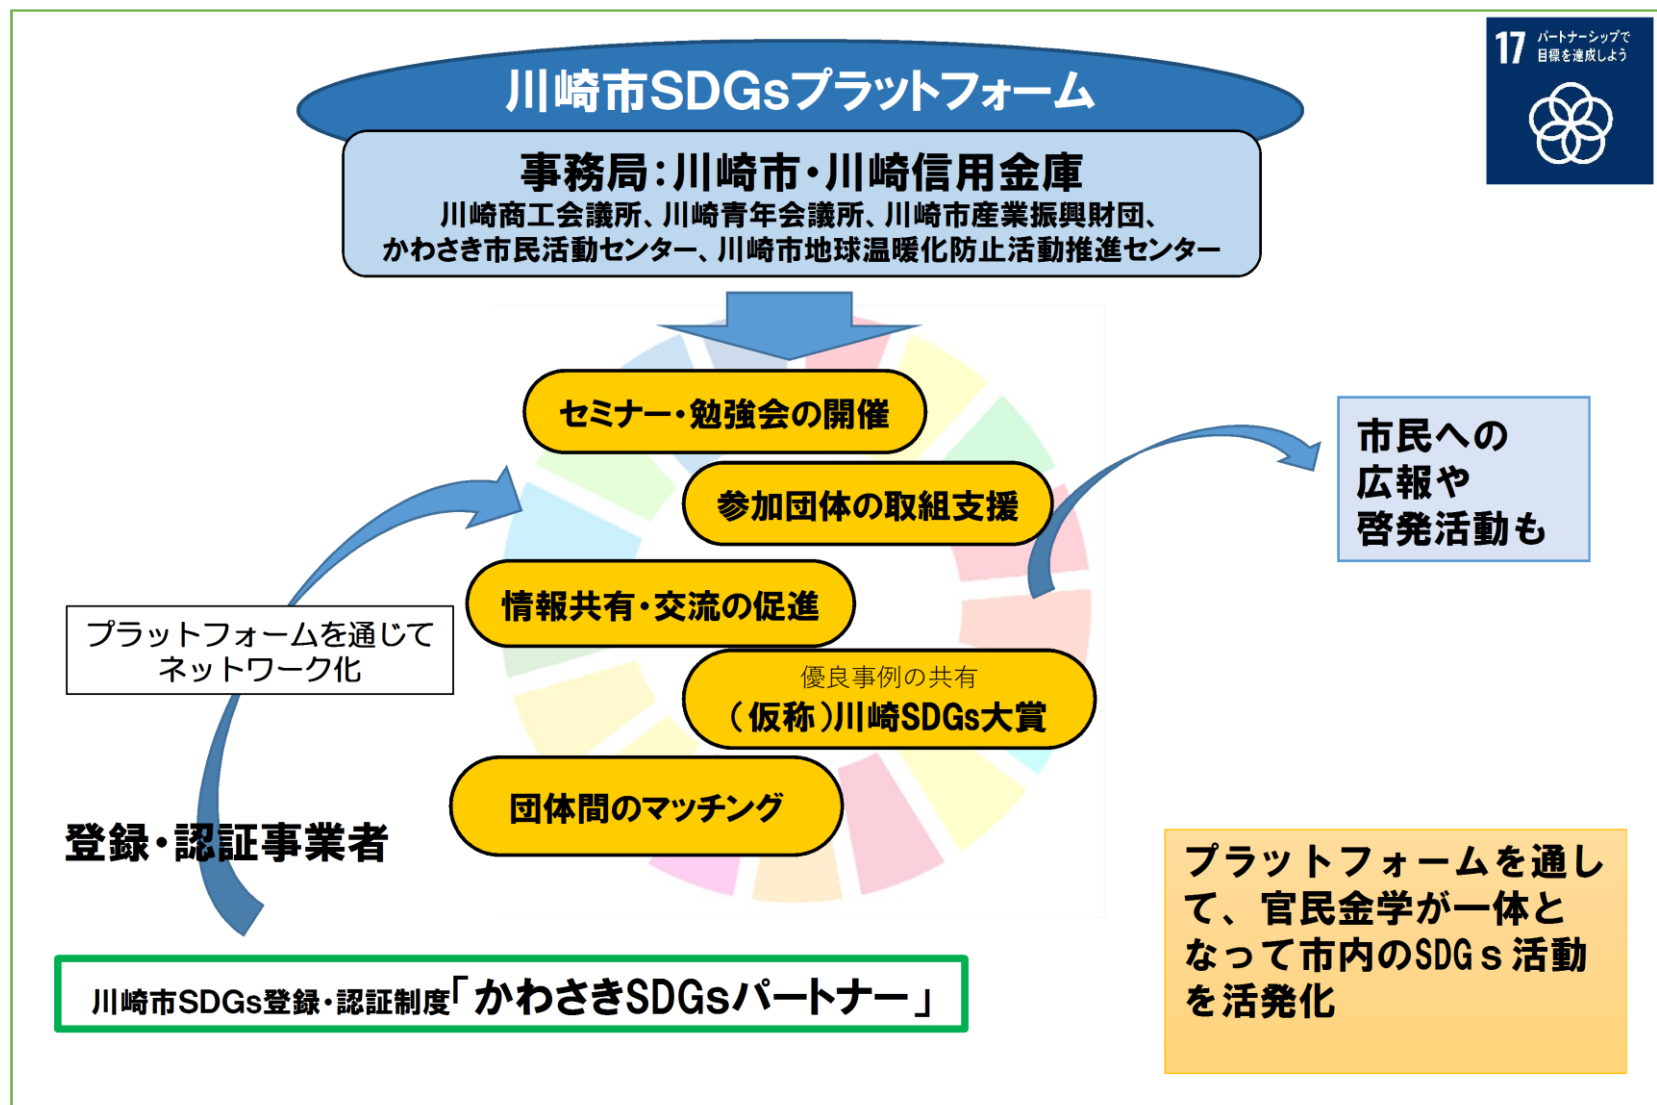 17 パートナーシップで
目標を達成しよう
川崎市SDGsプラットフォーム
事務局：川崎市・川崎信用金庫
川崎商工会議所、川崎青年会議所、川崎市産業振興財団、
かわさき市民活動センター、川崎市地球温暖化防止活動推進センター
セミナー・勉強会の開催
参加団体の取組支援
情報共有・交流の促進
優良事例の共有
（仮称）川崎SDGs大賞
団体間のマッチング
市民への
広報や
啓発活動も
プラットフォームを通じて
ネットワーク化
登録・認証事業者
川崎市SDGs登録・認証制度「かわさきSDGsパートナー」
プラットフォームを通し
て、官民金学が一体と
なって市内のSDGｓ活動
を活発化